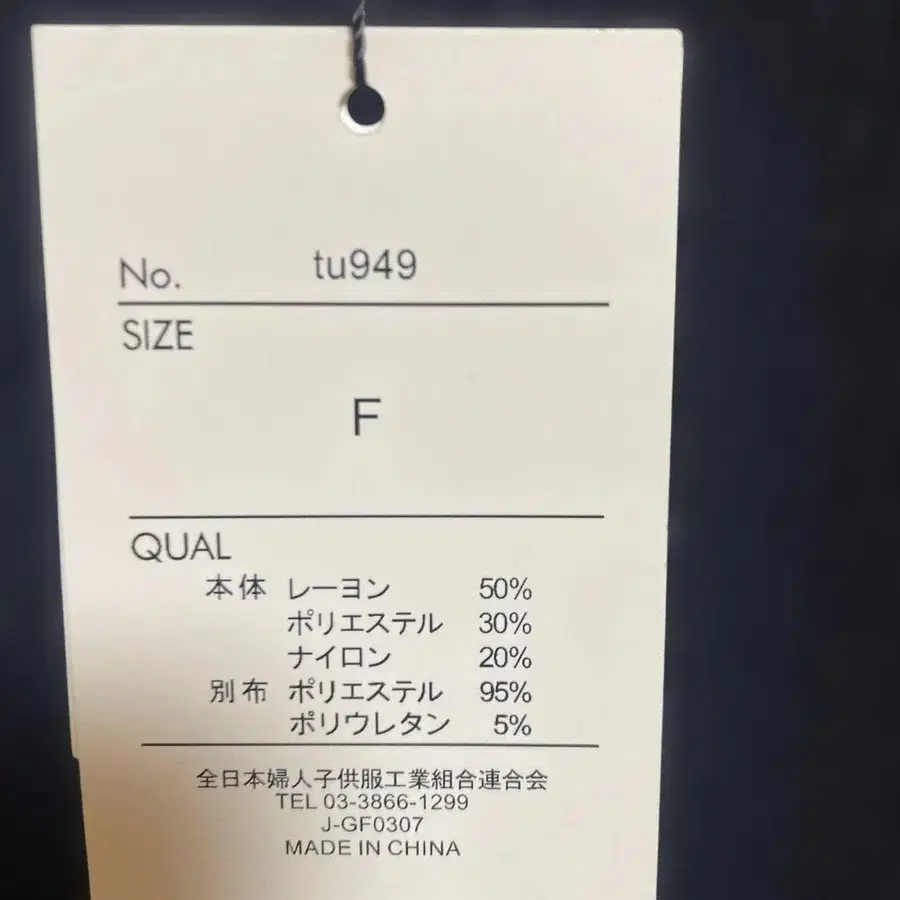 No. tu949
SIZE
F
QUAL
本体 レーヨン 50%
ポリエステル 30%
ナイロン 20%
別布 ポリエステル 95%
ポリウレタン 5%
全日本婦人子供服工業組合連合会
TEL 03-3866-1299
J-GF0307
MADE IN CHINA